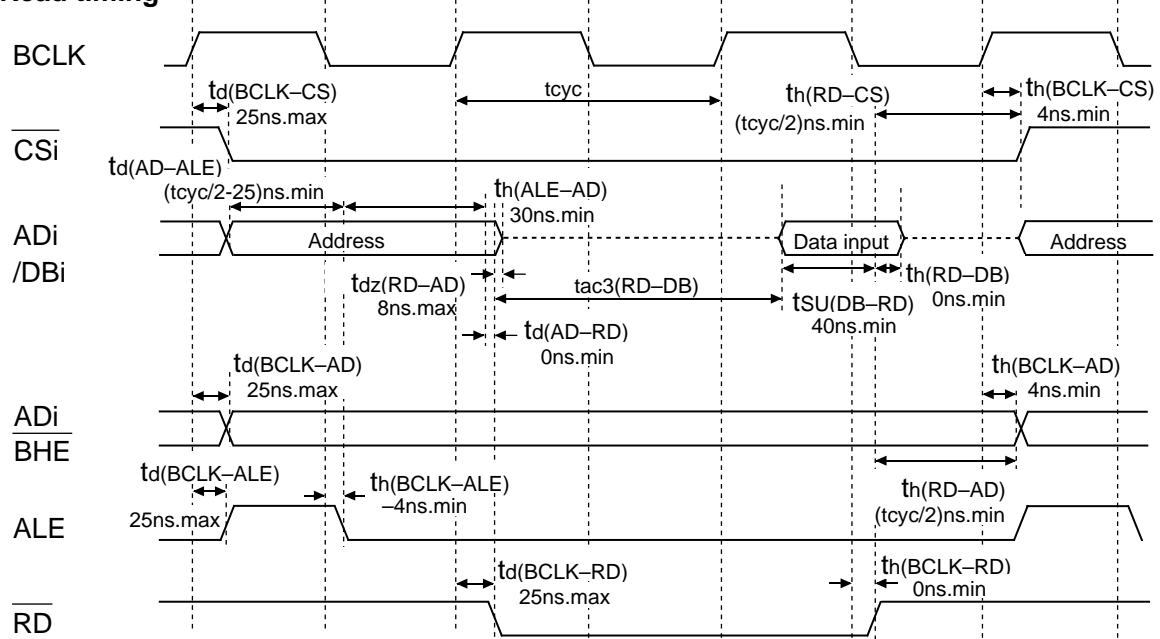 Read timing
BCLK
td(BCLK–CS)
25ns.max
tcyc
th(RD–CS)
(tcyc/2)ns.min
th(BCLK–CS)
4ns.min
CSi
td(AD–ALE)
(tcyc/2-25)ns.min
th(ALE–AD)
30ns.min
ADi
/DBi
Address
Data input
Address
tdz(RD–AD)
8ns.max
tac3(RD–DB)
th(RD–DB)
0ns.min
tSU(DB–RD)
40ns.min
td(AD–RD)
0ns.min
td(BCLK–AD)
25ns.max
th(BCLK–AD)
4ns.min
ADi
BHE
td(BCLK–ALE)
25ns.max
th(BCLK–ALE)
–4ns.min
th(RD–AD)
(tcyc/2)ns.min
ALE
td(BCLK–RD)
25ns.max
th(BCLK–RD)
0ns.min
RD